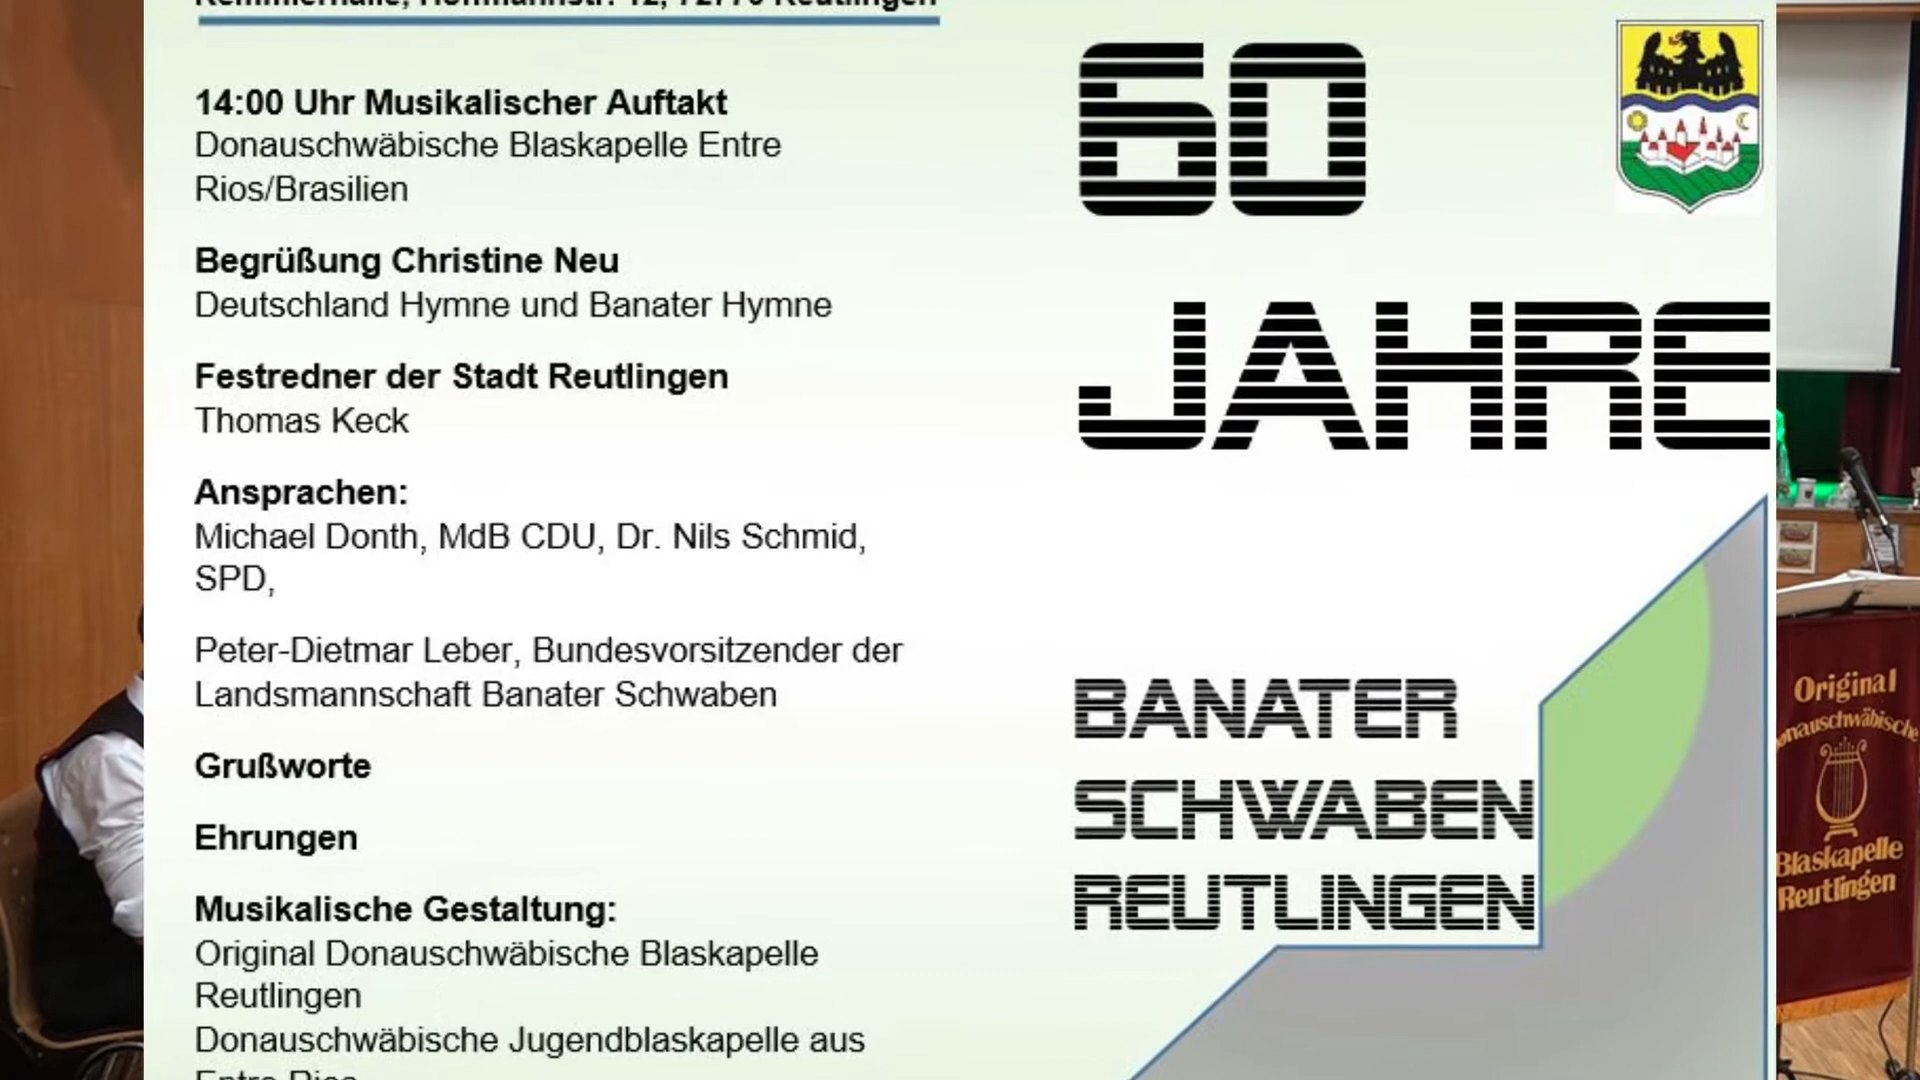 14:00 Uhr Musikalischer Auftakt
Donauschwäbische Blaskapelle Entre
Rios/Brasilien
Begrüßung Christine Neu
Deutschland Hymne und Banater Hymne
Festredner der Stadt Reutlingen
Thomas Keck
Ansprachen:
Michael Donth, MdB CDU, Dr. Nils Schmid,
SPD,
Peter-Dietmar Leber, Bundesvorsitzender der
Landsmannschaft Banater Schwaben
Grußworte
Ehrungen
Musikalische Gestaltung:
Original Donauschwäbische Blaskapelle
Reutlingen
Donauschwäbische Jugendblaskapelle aus
Entre Rios
60
JAHRE
BANATER
SCHWABEN
REUTLINGEN
Original
Donauschwäbische
Blaskapelle
Reutlingen